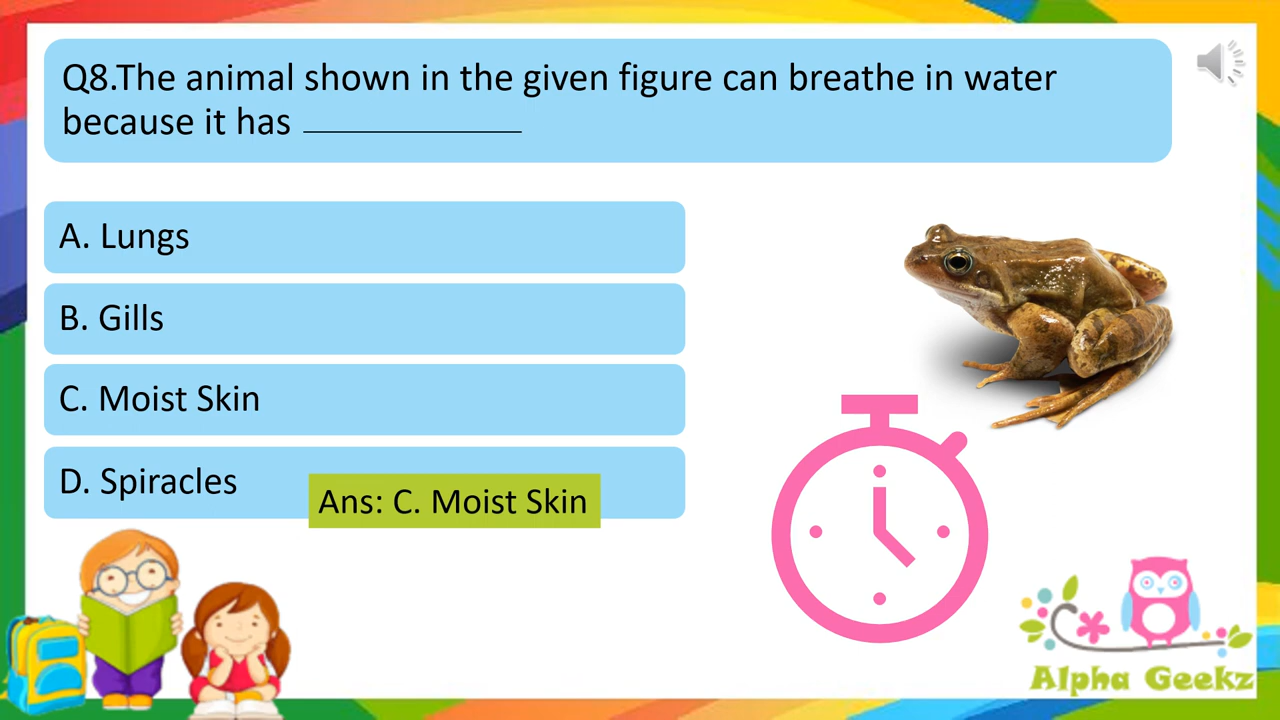 Q8.The animal shown in the given figure can breathe in water
because it has ___________
A. Lungs
B. Gills
C. Moist Skin
D. Spiracles
Ans: C. Moist Skin
Alpha Geekz